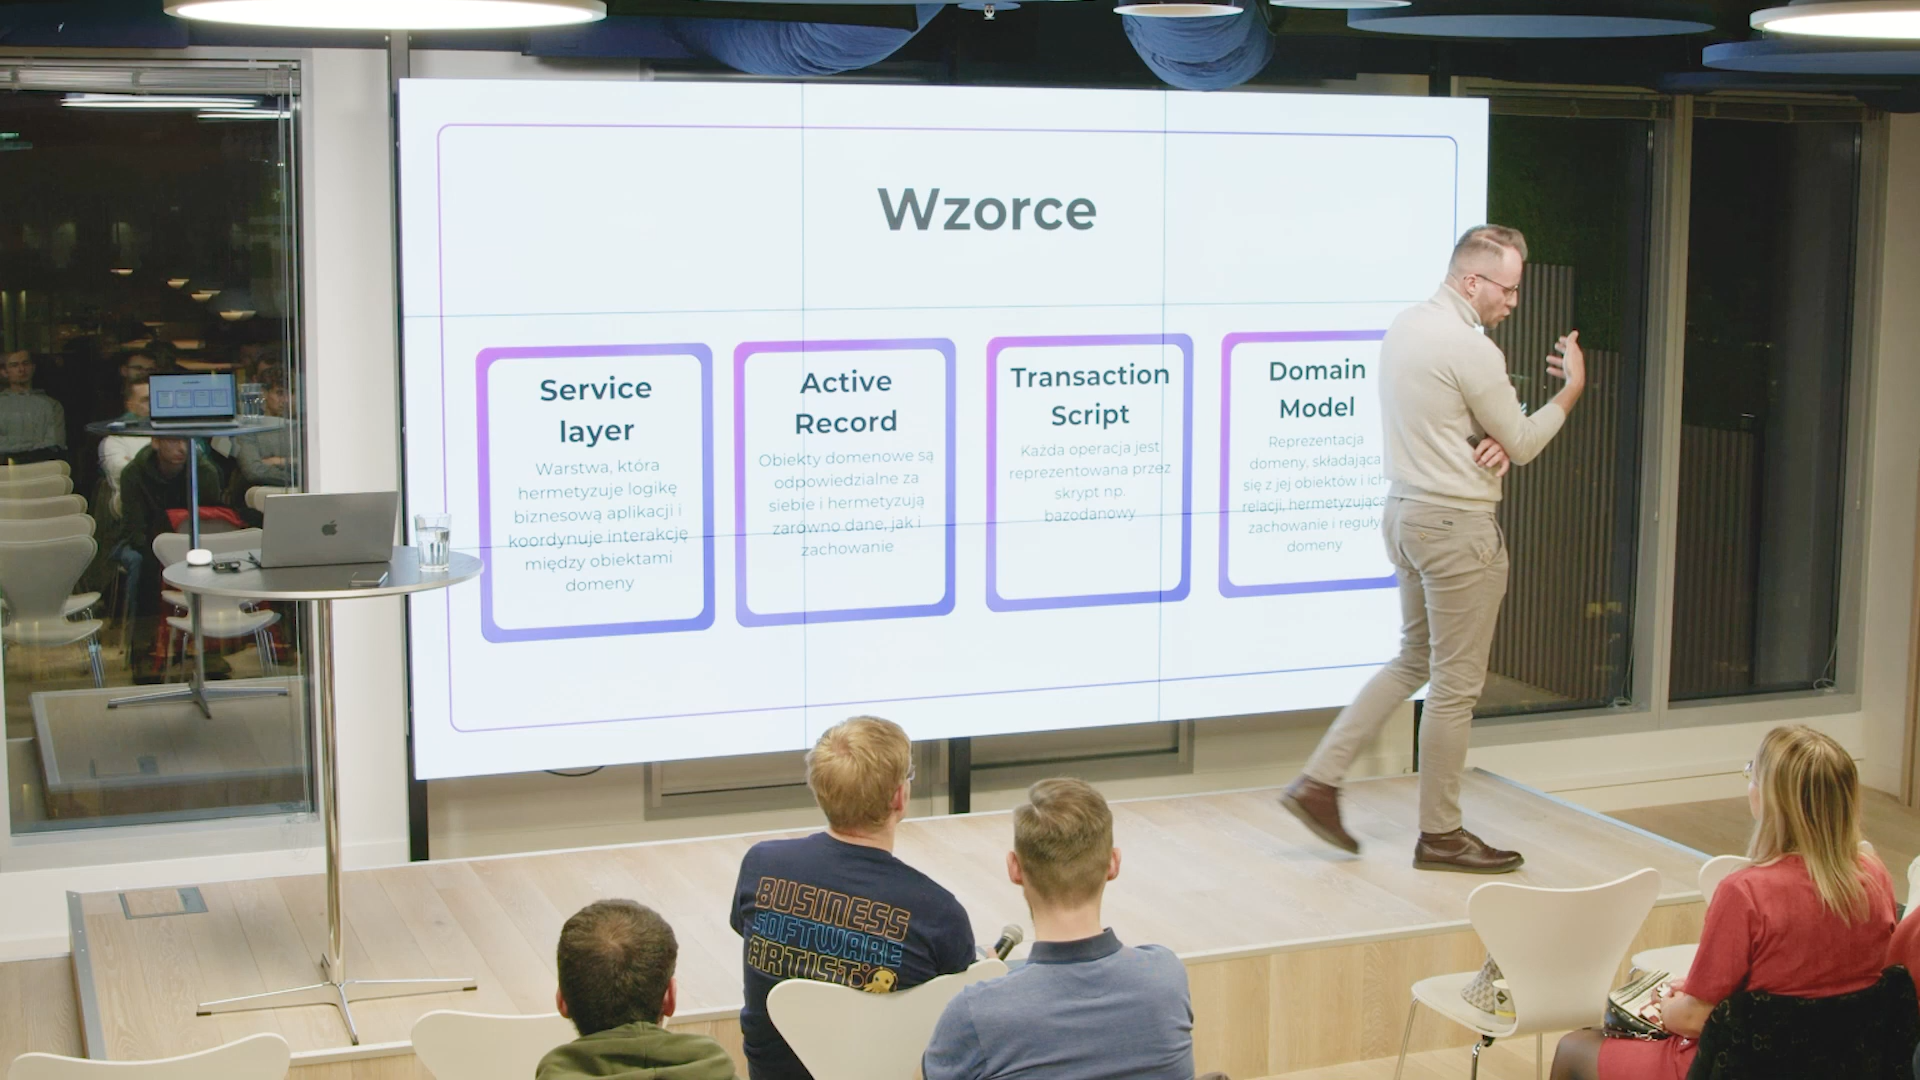 Wzorce
Service
layer
Warstwa, która
hermetyzuje logikę
biznesową aplikacji i
koordynuje interakcję
między obiektami
domeny
Active
Record
Obiekty domenowe są
odpowiedzialne za
siebie i hermetyzują
zarówno dane, jak i
zachowanie
Transaction
Script
Każda operacja jest
reprezentowana przez
skrypt np.
bazodanowy
Domain
Model
Reprezentacja
domeny, składająca
się z jej obiektów i ich
relacji, hermetyzująca
zachowanie i reguły
domeny
BUSINESS
SOFTWARE
ARTIST